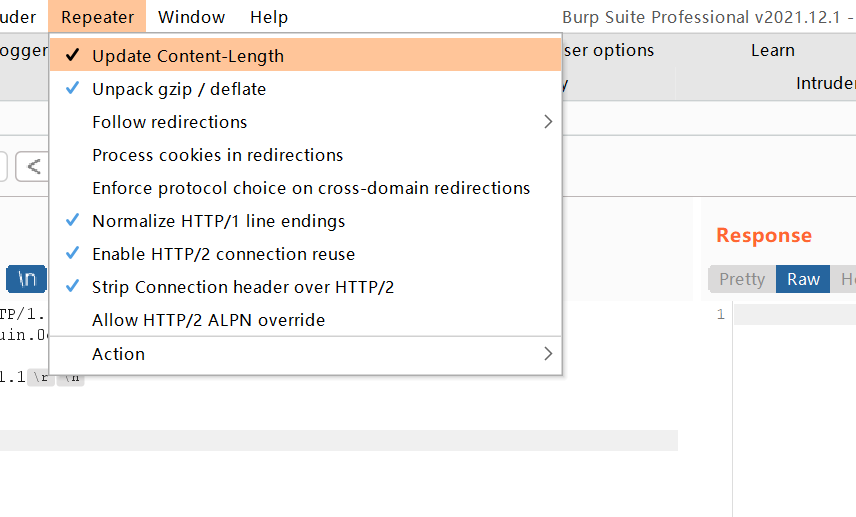 uder Repeater Window Help Burp Suite Professional v2021.12.1 -
ogger ser options Learn
y Intruder
Update Content-Length
Unpack gzip / deflate
Follow redirections >
Process cookies in redirections
Enforce protocol choice on cross-domain redirections
Normalize HTTP/1 line endings
Enable HTTP/2 connection reuse
Strip Connection header over HTTP/2
Allow HTTP/2 ALPN override
Action >
<
\n
TP/1.
uin.0
1.1 \r \n
Response
Pretty Raw H
1